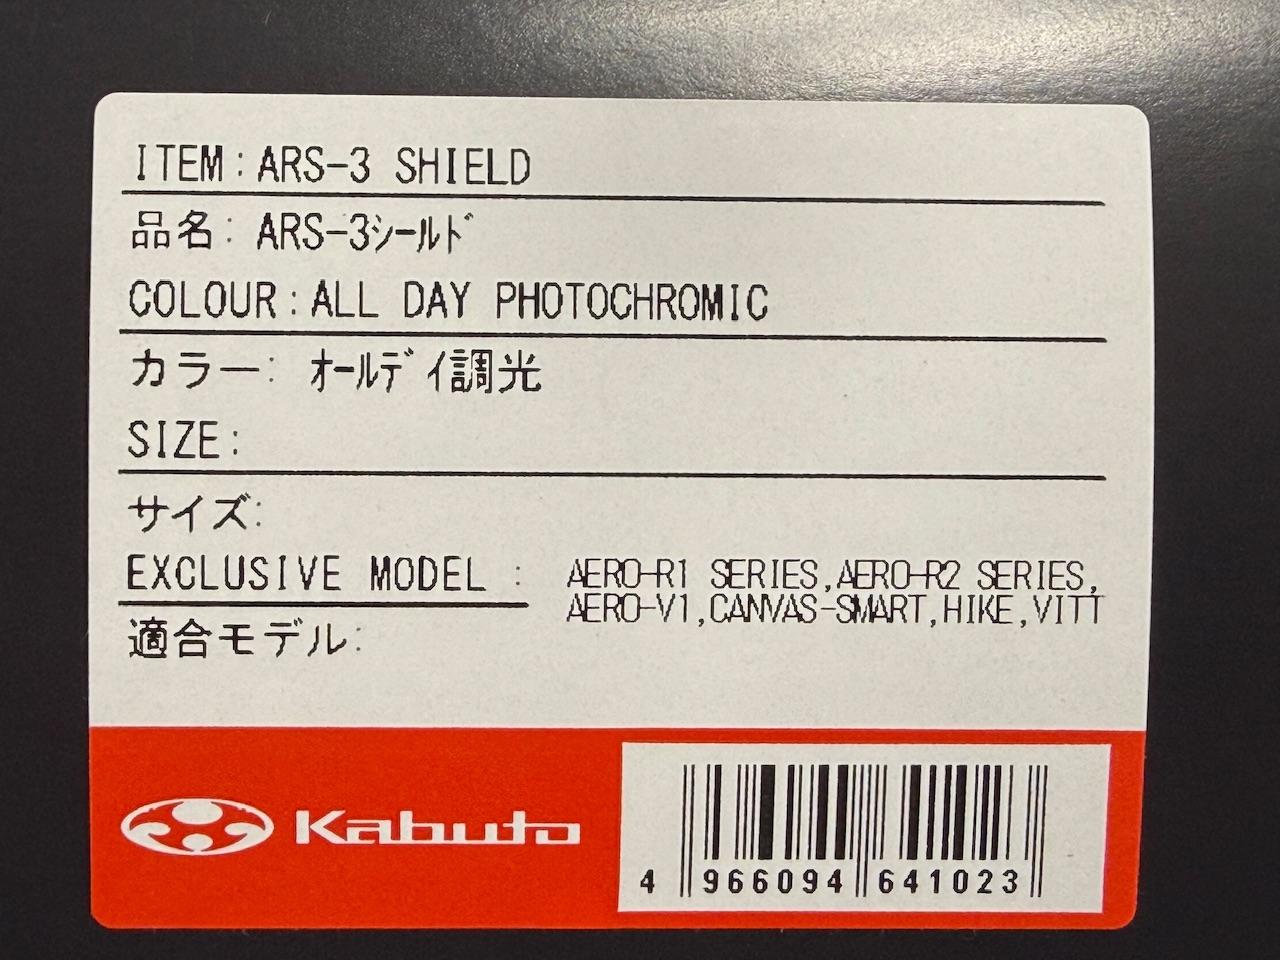 ITEM:ARS-3 SHIELD
品名: ARS-3ｼｰﾙﾄﾞ
COLOUR:ALL DAY PHOTOCHROMIC
カラー: ｵｰﾙﾃﾞｲ調光
SIZE:
サイズ:
EXCLUSIVE MODEL : AERO-R1 SERIES,AERO-R2 SERIES,
AERO-V1,CANVAS-SMART,HIKE,VITT
適合モデル:
Kabuto
4 966094 641023